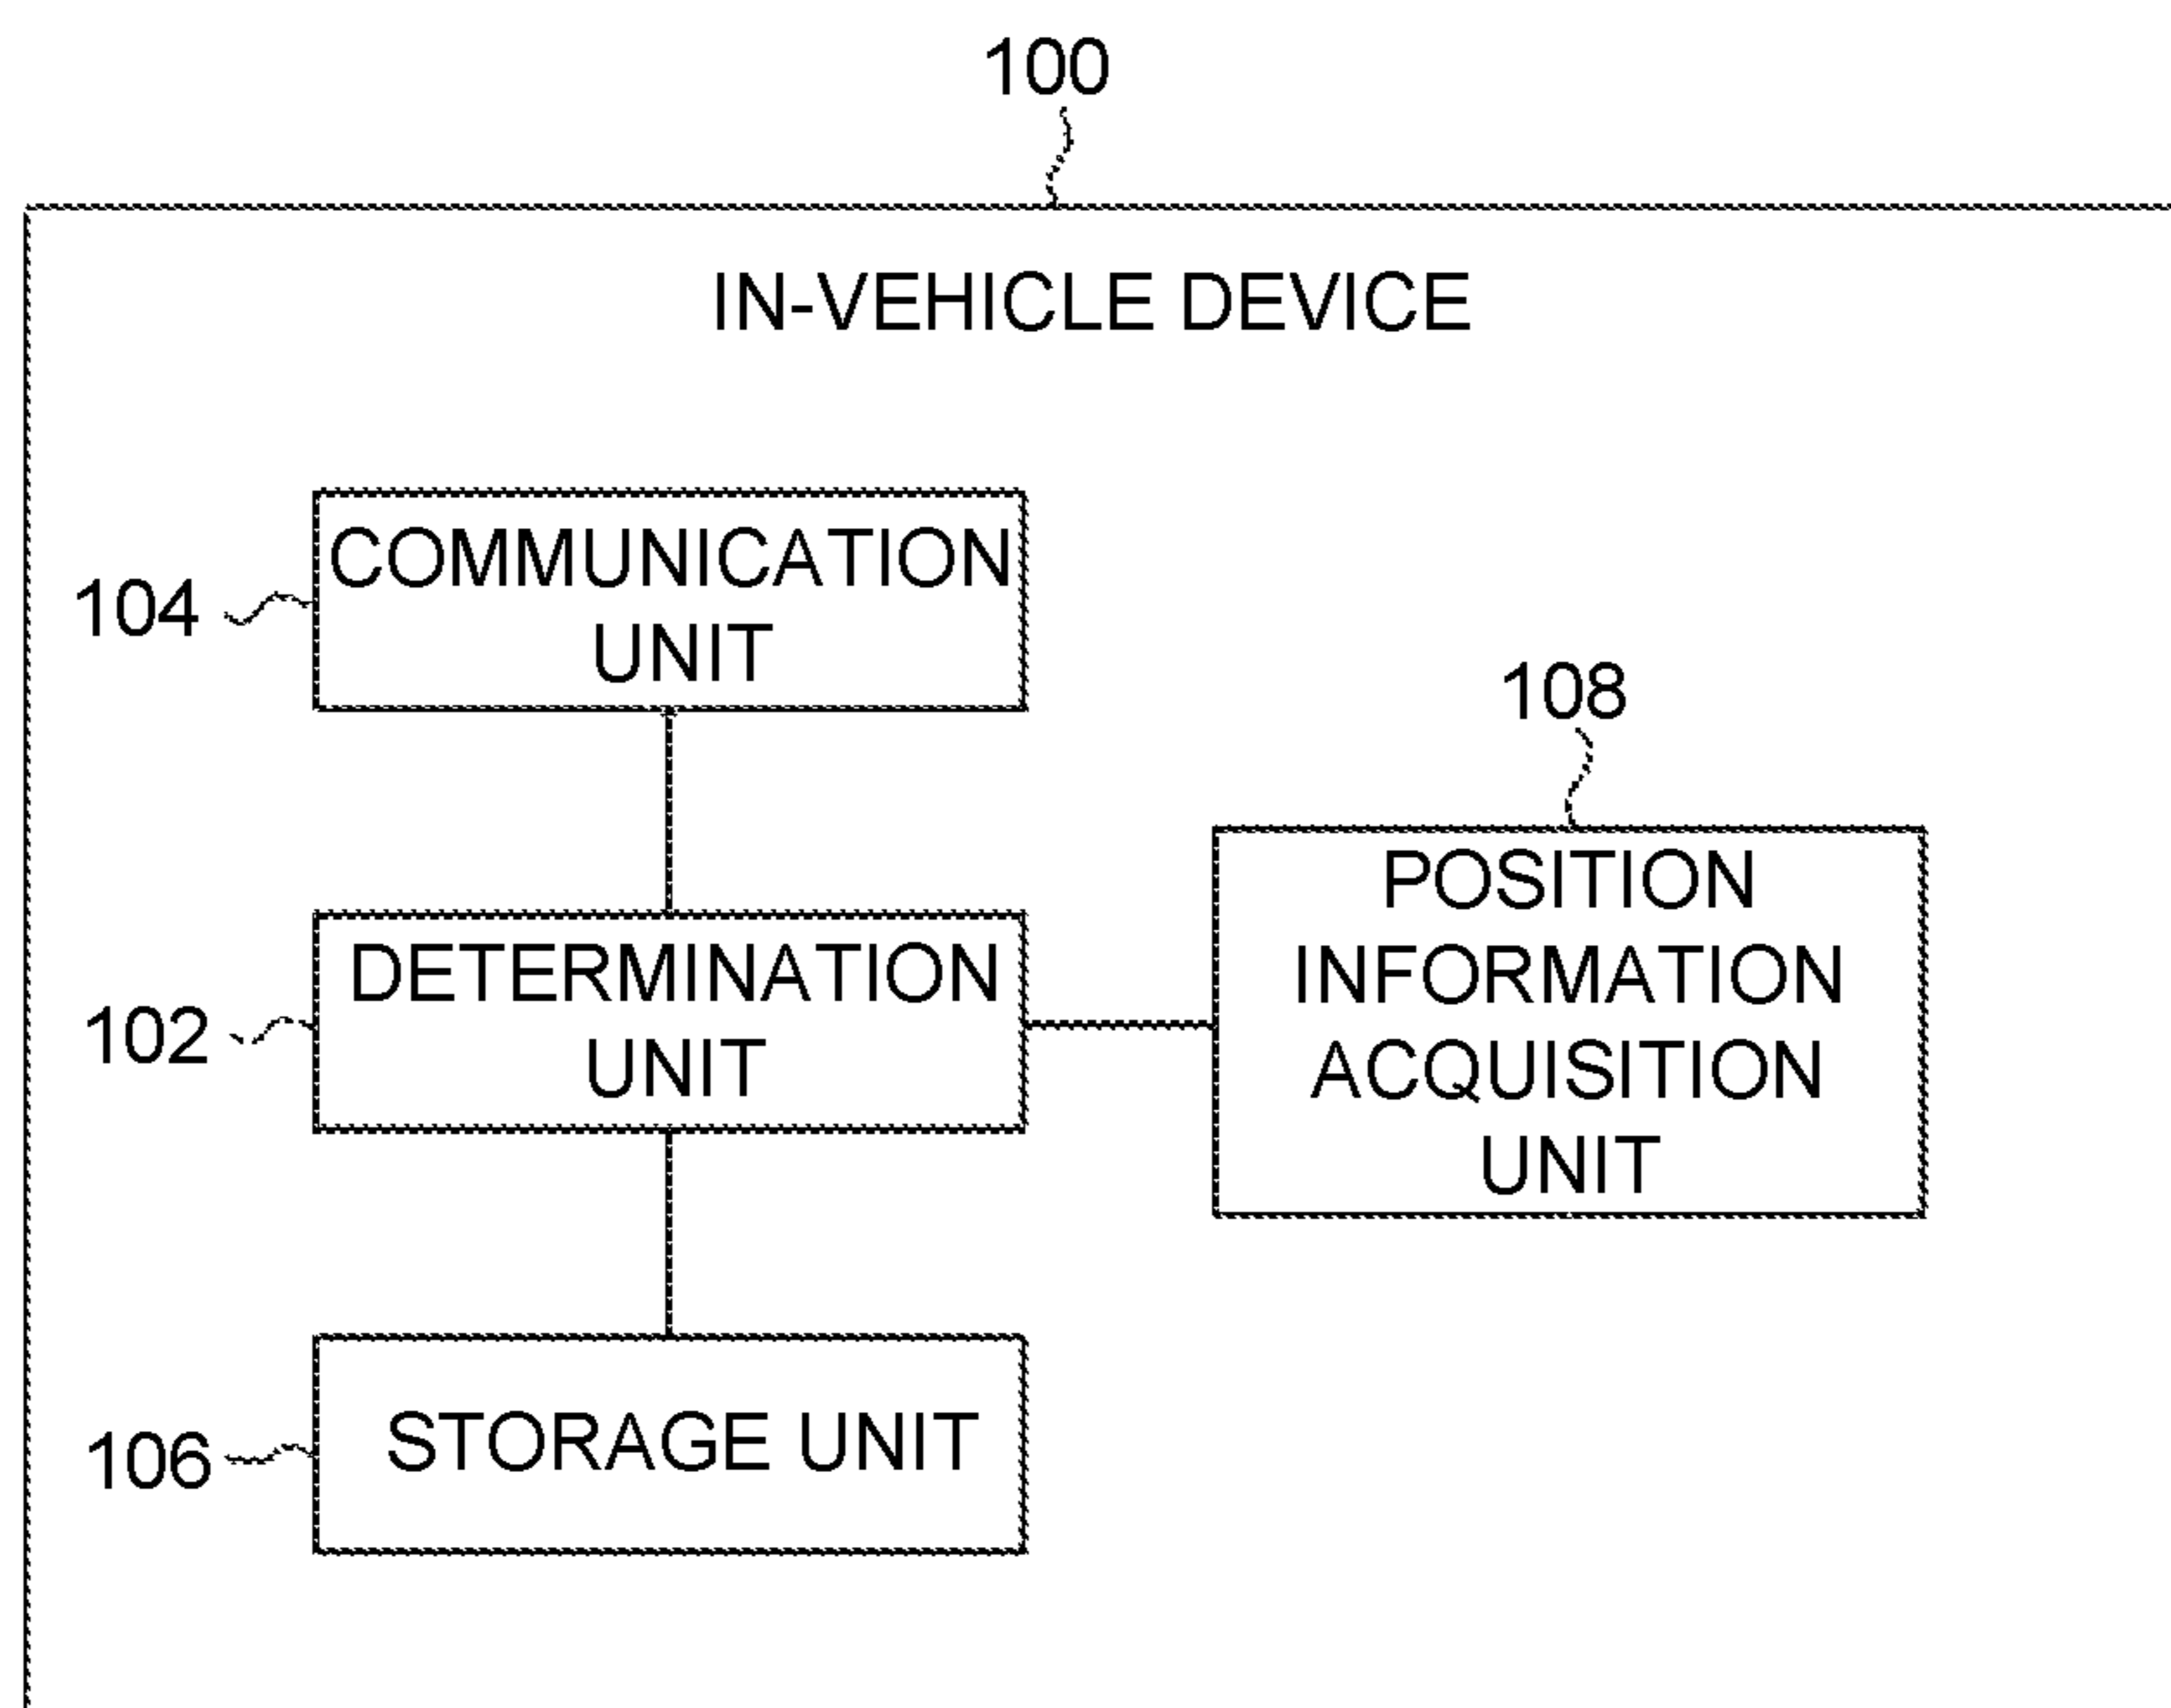 100
IN-VEHICLE DEVICE
COMMUNICATION
UNIT
104
108
POSITION
INFORMATION
ACQUISITION
UNIT
DETERMINATION
UNIT
102
STORAGE UNIT
106